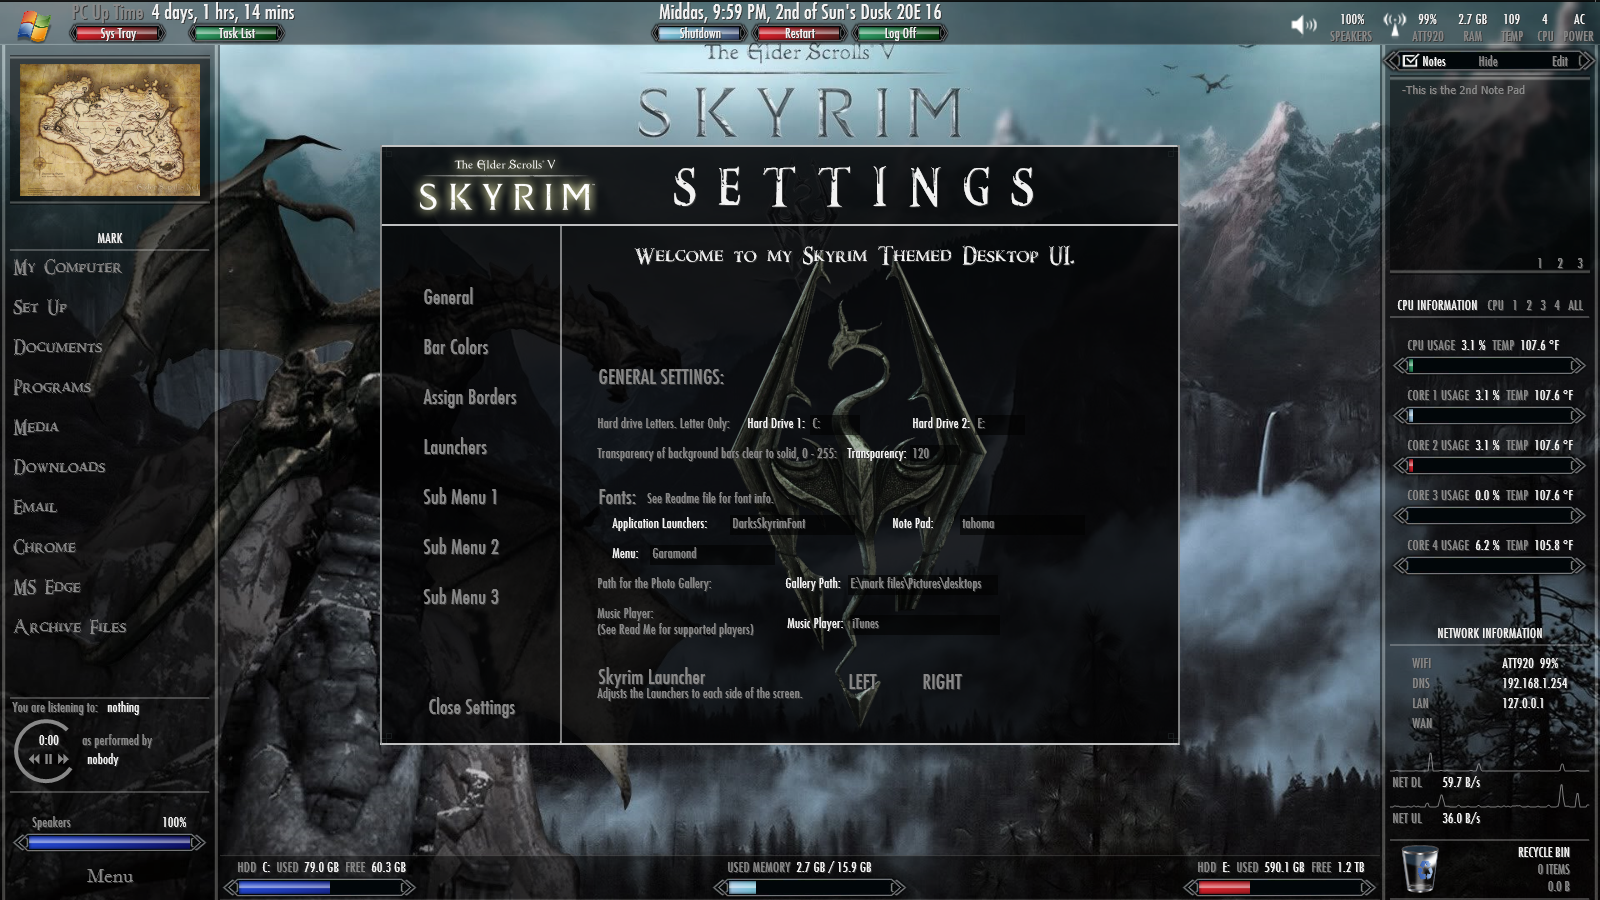 PC Up Time 4 days, 1 hrs, 14 mins
Sys Tray
Task List
Middas, 9:59 PM, 2nd of Sun's Dusk 20E 16
Shutdown
Restart
Log Off
100% 99% 2.7 GB 109 4 AC
SPEAKERS ATT920 RAM TEMP CPU POWER
The Elder Scrolls V
SKYRIM
MARK
My Computer
Set Up
Documents
Programs
Media
Downloads
Email
Chrome
MS Edge
Archive Files
You are listening to: nothing
0:00
as performed by
nobody
Speakers 100%
Menu
The Elder Scrolls V
SKYRIM
SETTINGS
Welcome to my Skyrim Themed Desktop UI.
General
Bar Colors
Assign Borders
Launchers
Sub Menu 1
Sub Menu 2
Sub Menu 3
Close Settings
GENERAL SETTINGS:
Hard drive Letters. Letter Only: Hard Drive 1: C: Hard Drive 2: E:
Transparency of background bars clear to solid, 0 - 255: Transparency: 120
Fonts: See Readme file for font info.
Application Launchers: DarksSkyrimFont Note Pad: tahoma
Menu: Garamond
Path for the Photo Gallery: Gallery Path: E:\mark files\Pictures\desktops
Music Player:
(See Read Me for supported players)
Music Player: iTunes
Skyrim Launcher
Adjusts the Launchers to each side of the screen.
LEFT RIGHT
Notes Hide Edit
-This is the 2nd Note Pad
1 2 3
CPU INFORMATION CPU 1 2 3 4 ALL
CPU USAGE 3.1 % TEMP 107.6 °F
CORE 1 USAGE 3.1 % TEMP 107.6 °F
CORE 2 USAGE 3.1 % TEMP 107.6 °F
CORE 3 USAGE 0.0 % TEMP 107.6 °F
CORE 4 USAGE 6.2 % TEMP 105.8 °F
NETWORK INFORMATION
WIFI ATT920 99%
DNS 192.168.1.254
LAN 127.0.0.1
WAN
NET DL 59.7 B/s
NET UL 36.0 B/s
RECYCLE BIN
0 ITEMS
0.0 B
HDD C: USED 79.0 GB FREE 60.3 GB
USED MEMORY 2.7 GB / 15.9 GB
HDD E: USED 590.1 GB FREE 1.2 TB